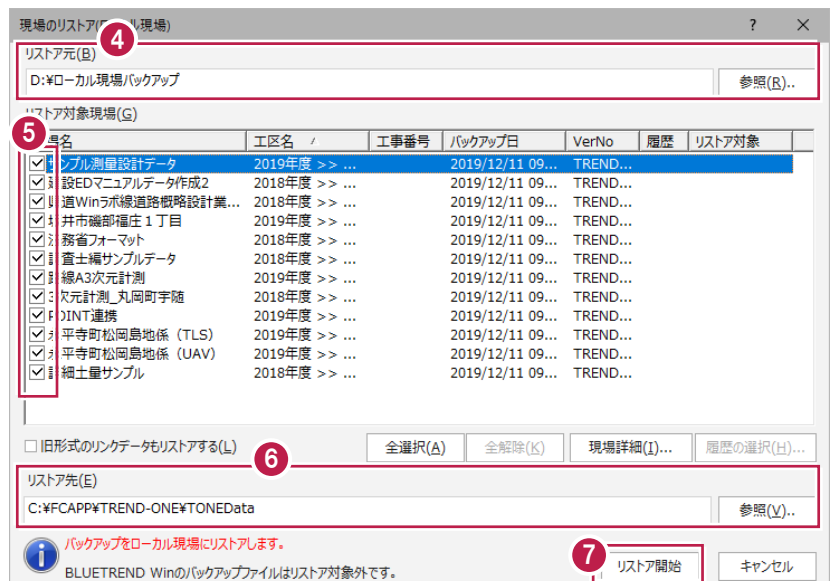 現場のリストア(ローカル現場) ? ×
4
リストア元(B)
D:¥ローカル現場バックアップ 参照(R)..
リストア対象現場(G)
5
現場名 工区名 工事番号 バックアップ日 VerNo 履歴 リストア対象
サンプル測量設計データ 2019年度 >> ... 2019/12/11 09... TREND...
建設EDマニュアルデータ作成2 2018年度 >> ... 2019/12/11 09... TREND...
道Winラボ線道路概略設計業... 2018年度 >> ... 2019/12/11 09... TREND...
井市磯部福庄1丁目 2018年度 >> ... 2019/12/11 09... TREND...
法務省フォーマット 2018年度 >> ... 2019/12/11 09... TREND...
査士編サンプルデータ 2018年度 >> ... 2019/12/11 09... TREND...
路線A3次元計測 2019年度 >> ... 2019/12/11 09... TREND...
3次元計測_丸岡町宇随 2018年度 >> ... 2019/12/11 09... TREND...
POINT連携 2019年度 >> ... 2019/12/11 09... TREND...
永平寺町松岡島地係（TLS） 2019年度 >> ... 2019/12/11 09... TREND...
永平寺町松岡島地係（UAV） 2019年度 >> ... 2019/12/11 09... TREND...
詳細土量サンプル 2018年度 >> ... 2019/12/11 09... TREND...
旧形式のリンクデータもリストアする(L) 全選択(A) 全解除(K) 現場詳細(I)... 履歴の選択(H)...
6
リストア先(E)
C:¥FCAPP¥TREND-ONE¥TONEData 参照(V)..
バックアップをローカル現場にリストアします。
7
BLUETREND Winのバックアップファイルはリストア対象外です。 リストア開始 キャンセル